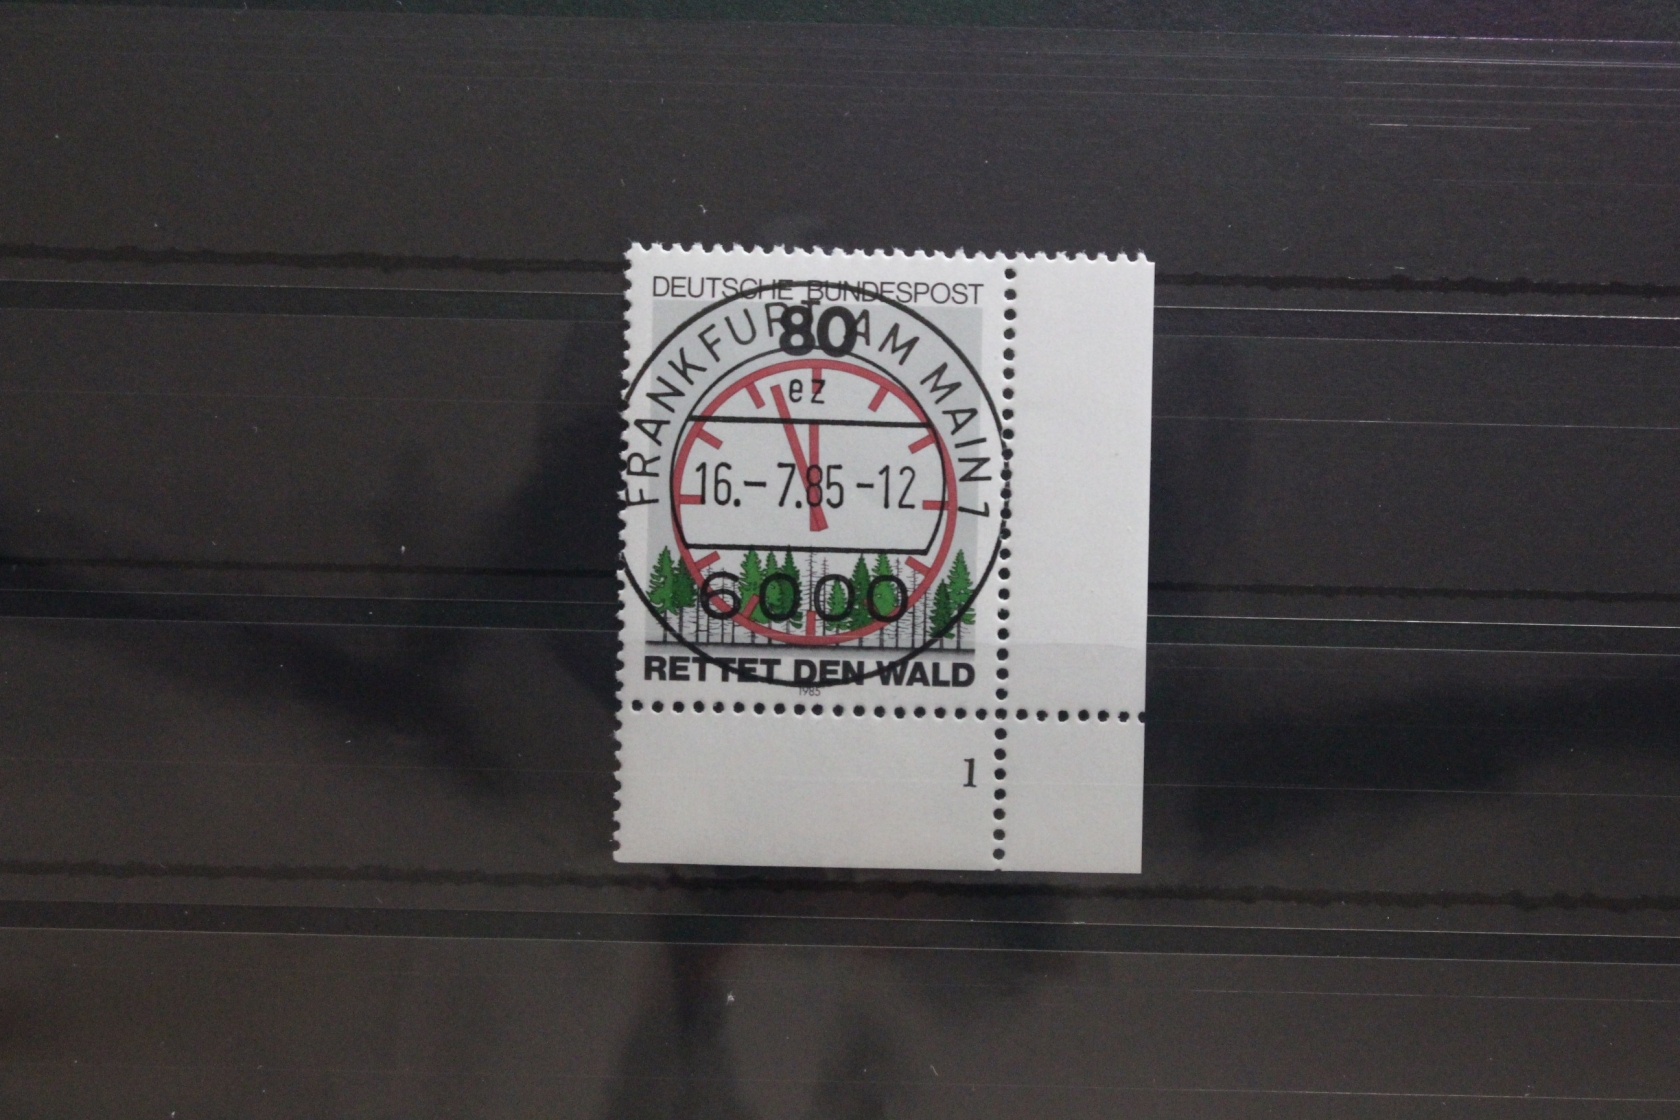 DEUTSCHE BUNDESPOST
80
FRANKFURT AM MAIN 1
ez
16.-7.85-12
6000
RETTET DEN WALD
1985
1